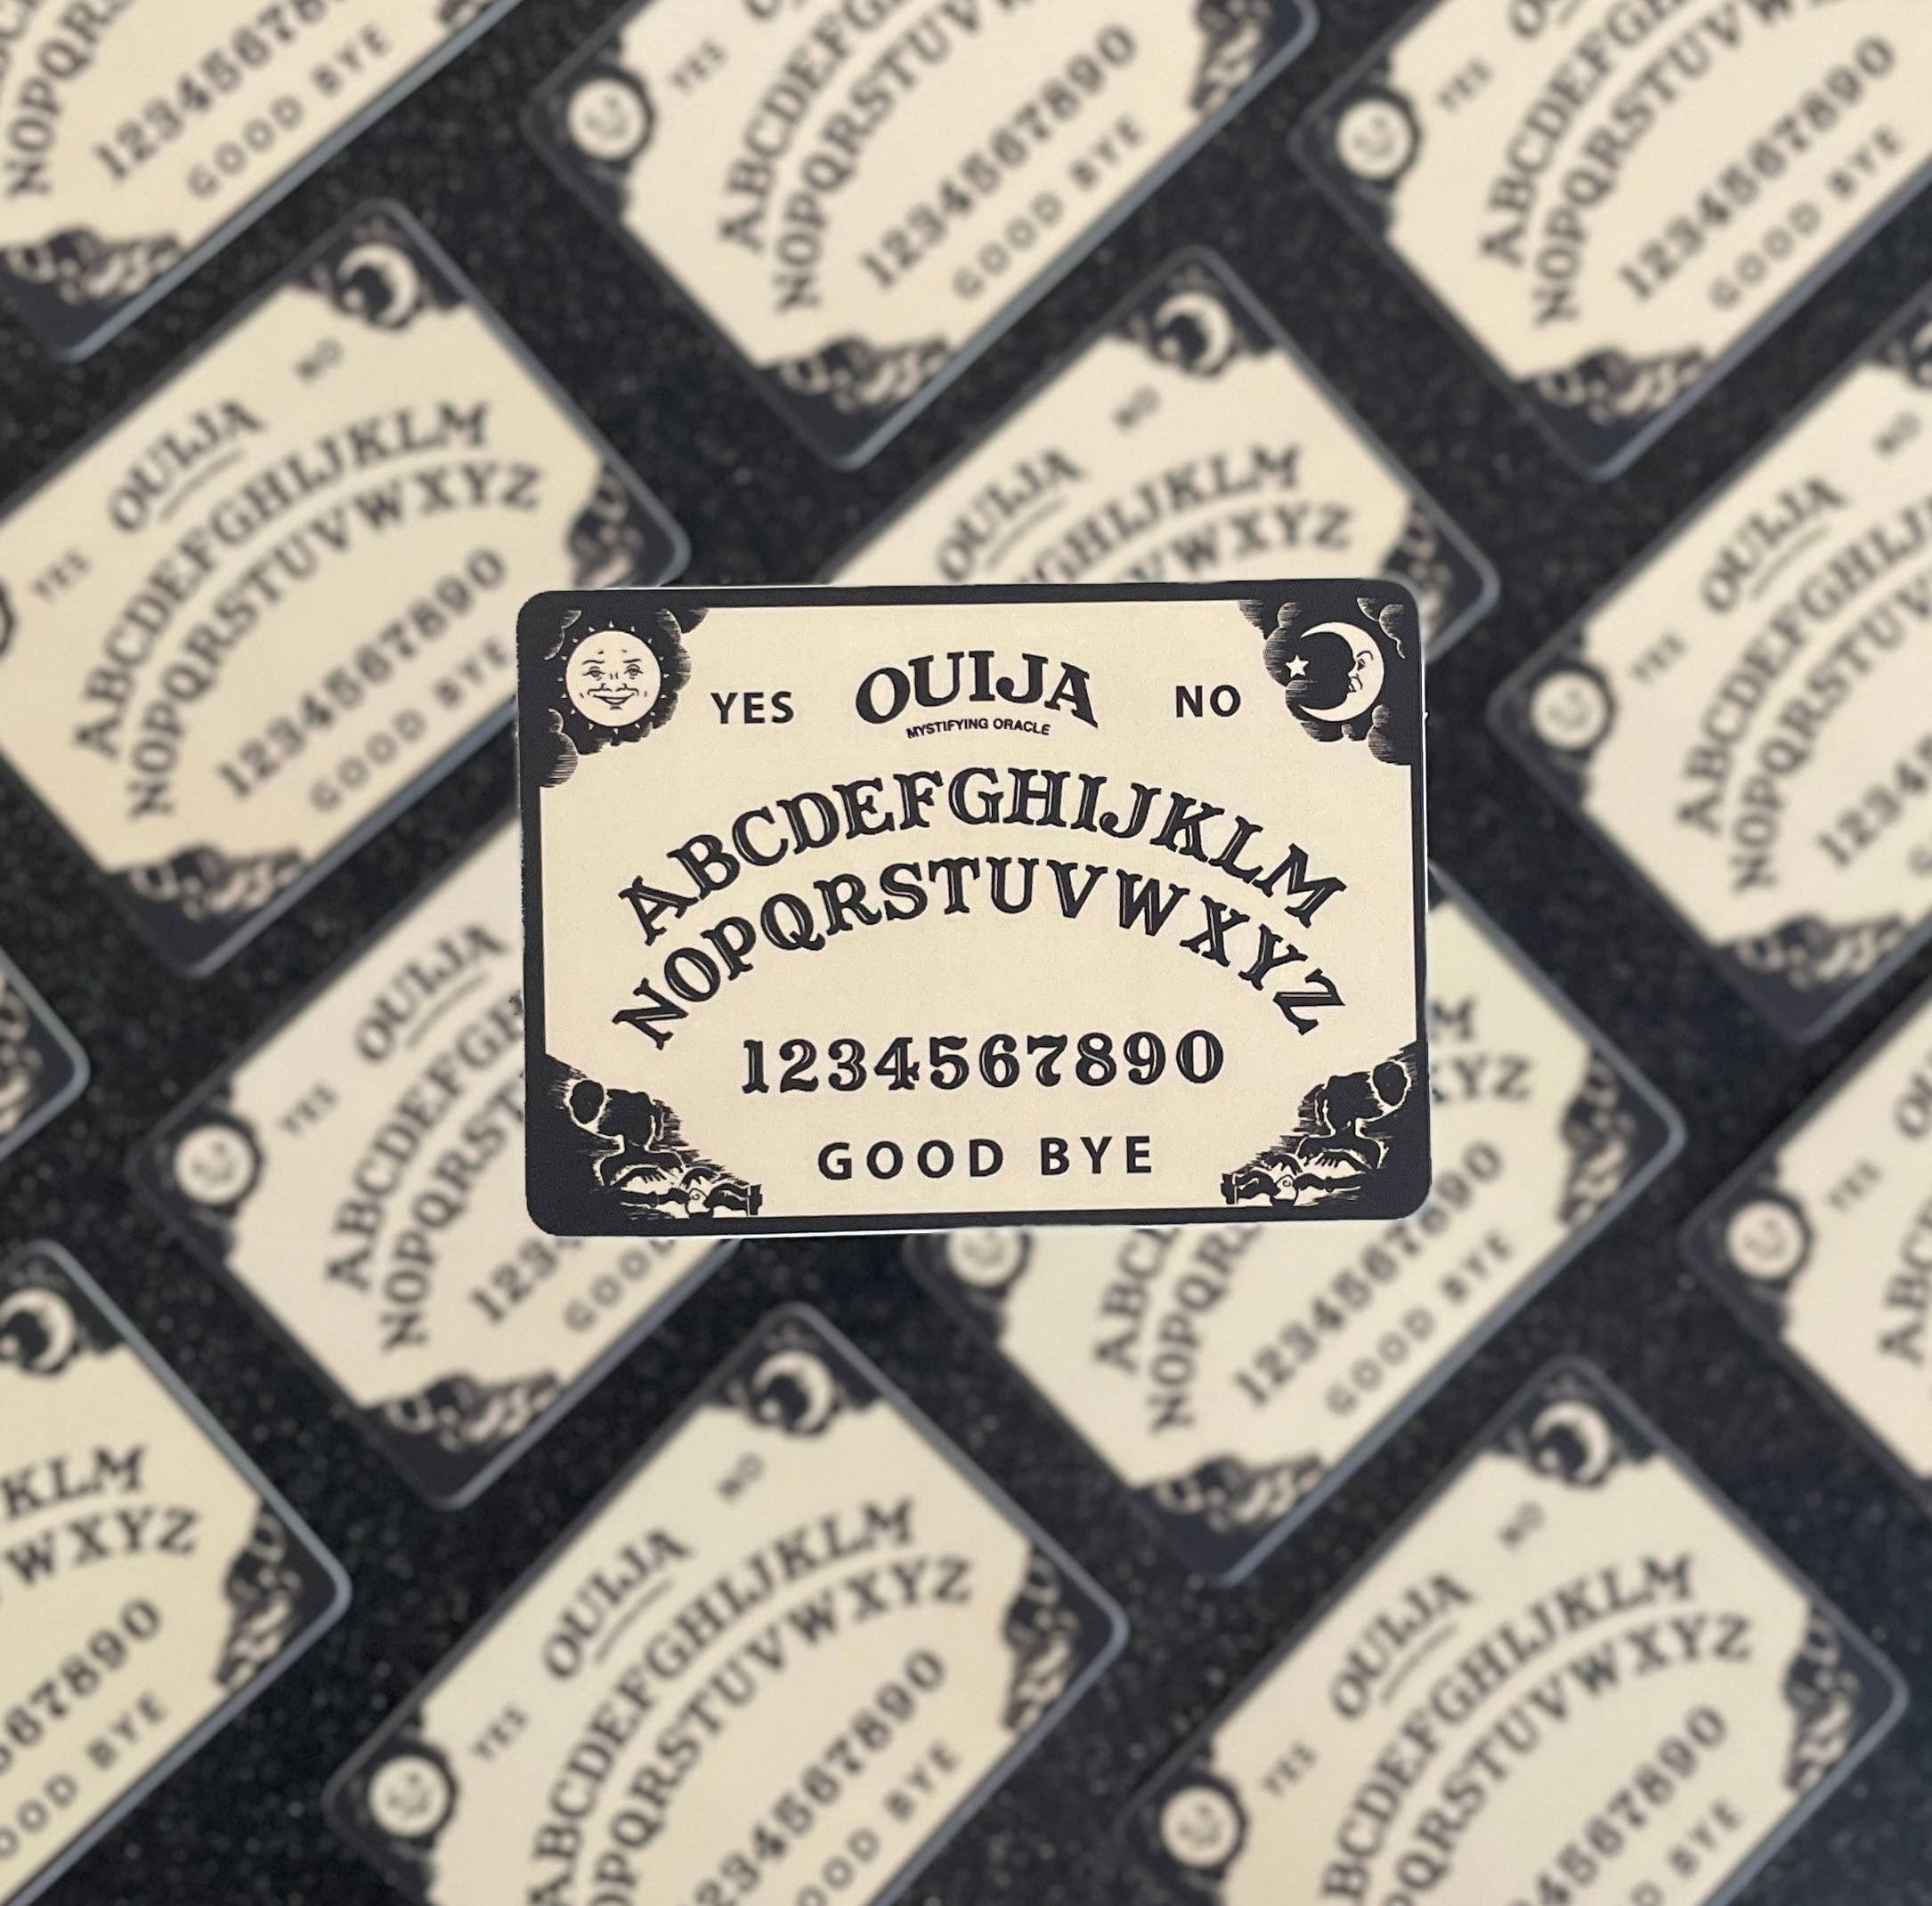 YES OUIJA NO
MYSTIFYING ORACLE
ABCDEFGHIJKLM
NOPQRSTUVWXYZ
1234567890
GOOD BYE